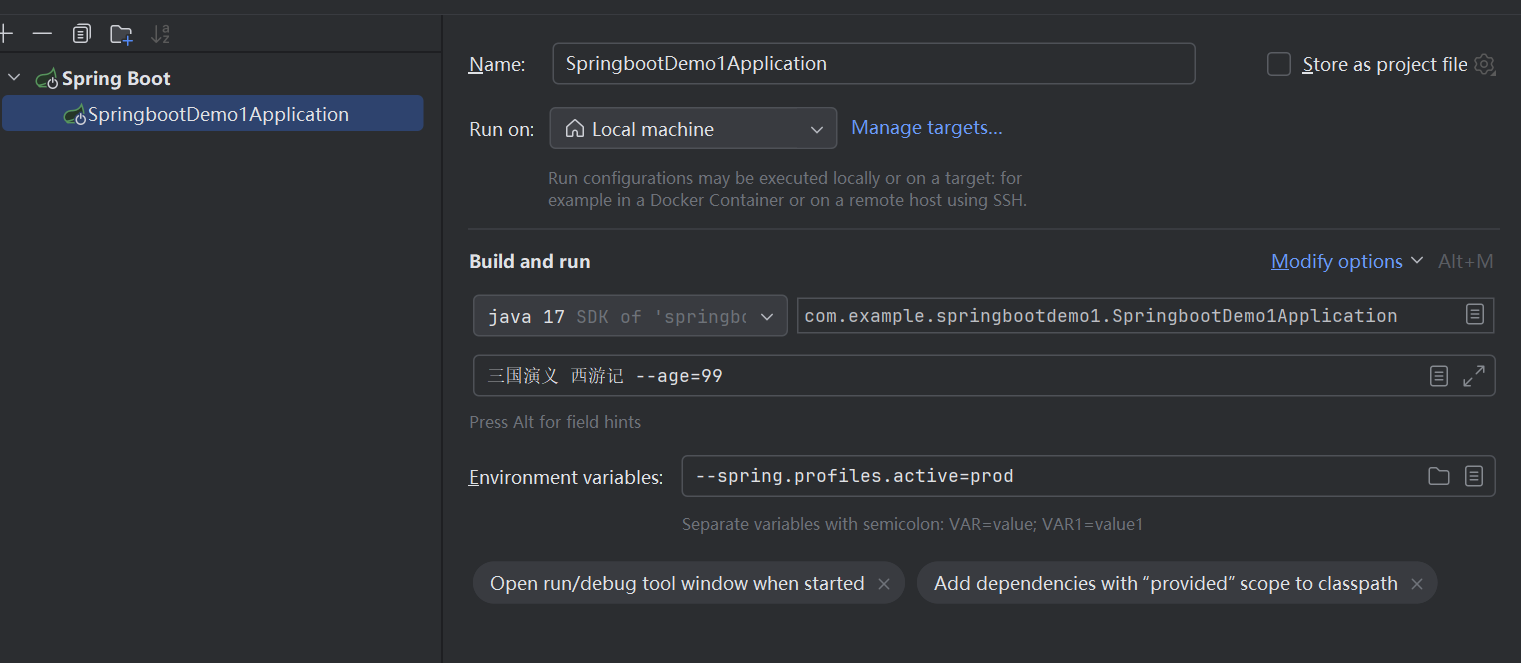 Spring Boot
SpringbootDemo1Application
Name: SpringbootDemo1Application Store as project file
Run on: Local machine Manage targets...
Run configurations may be executed locally or on a target: for
example in a Docker Container or on a remote host using SSH.
Build and run Modify options Alt+M
java 17 SDK of 'springbo com.example.springbootdemo1.SpringbootDemo1Application
三国演义 西游记 --age=99
Press Alt for field hints
Environment variables: --spring.profiles.active=prod
Separate variables with semicolon: VAR=value; VAR1=value1
Open run/debug tool window when started × Add dependencies with “provided” scope to classpath ×